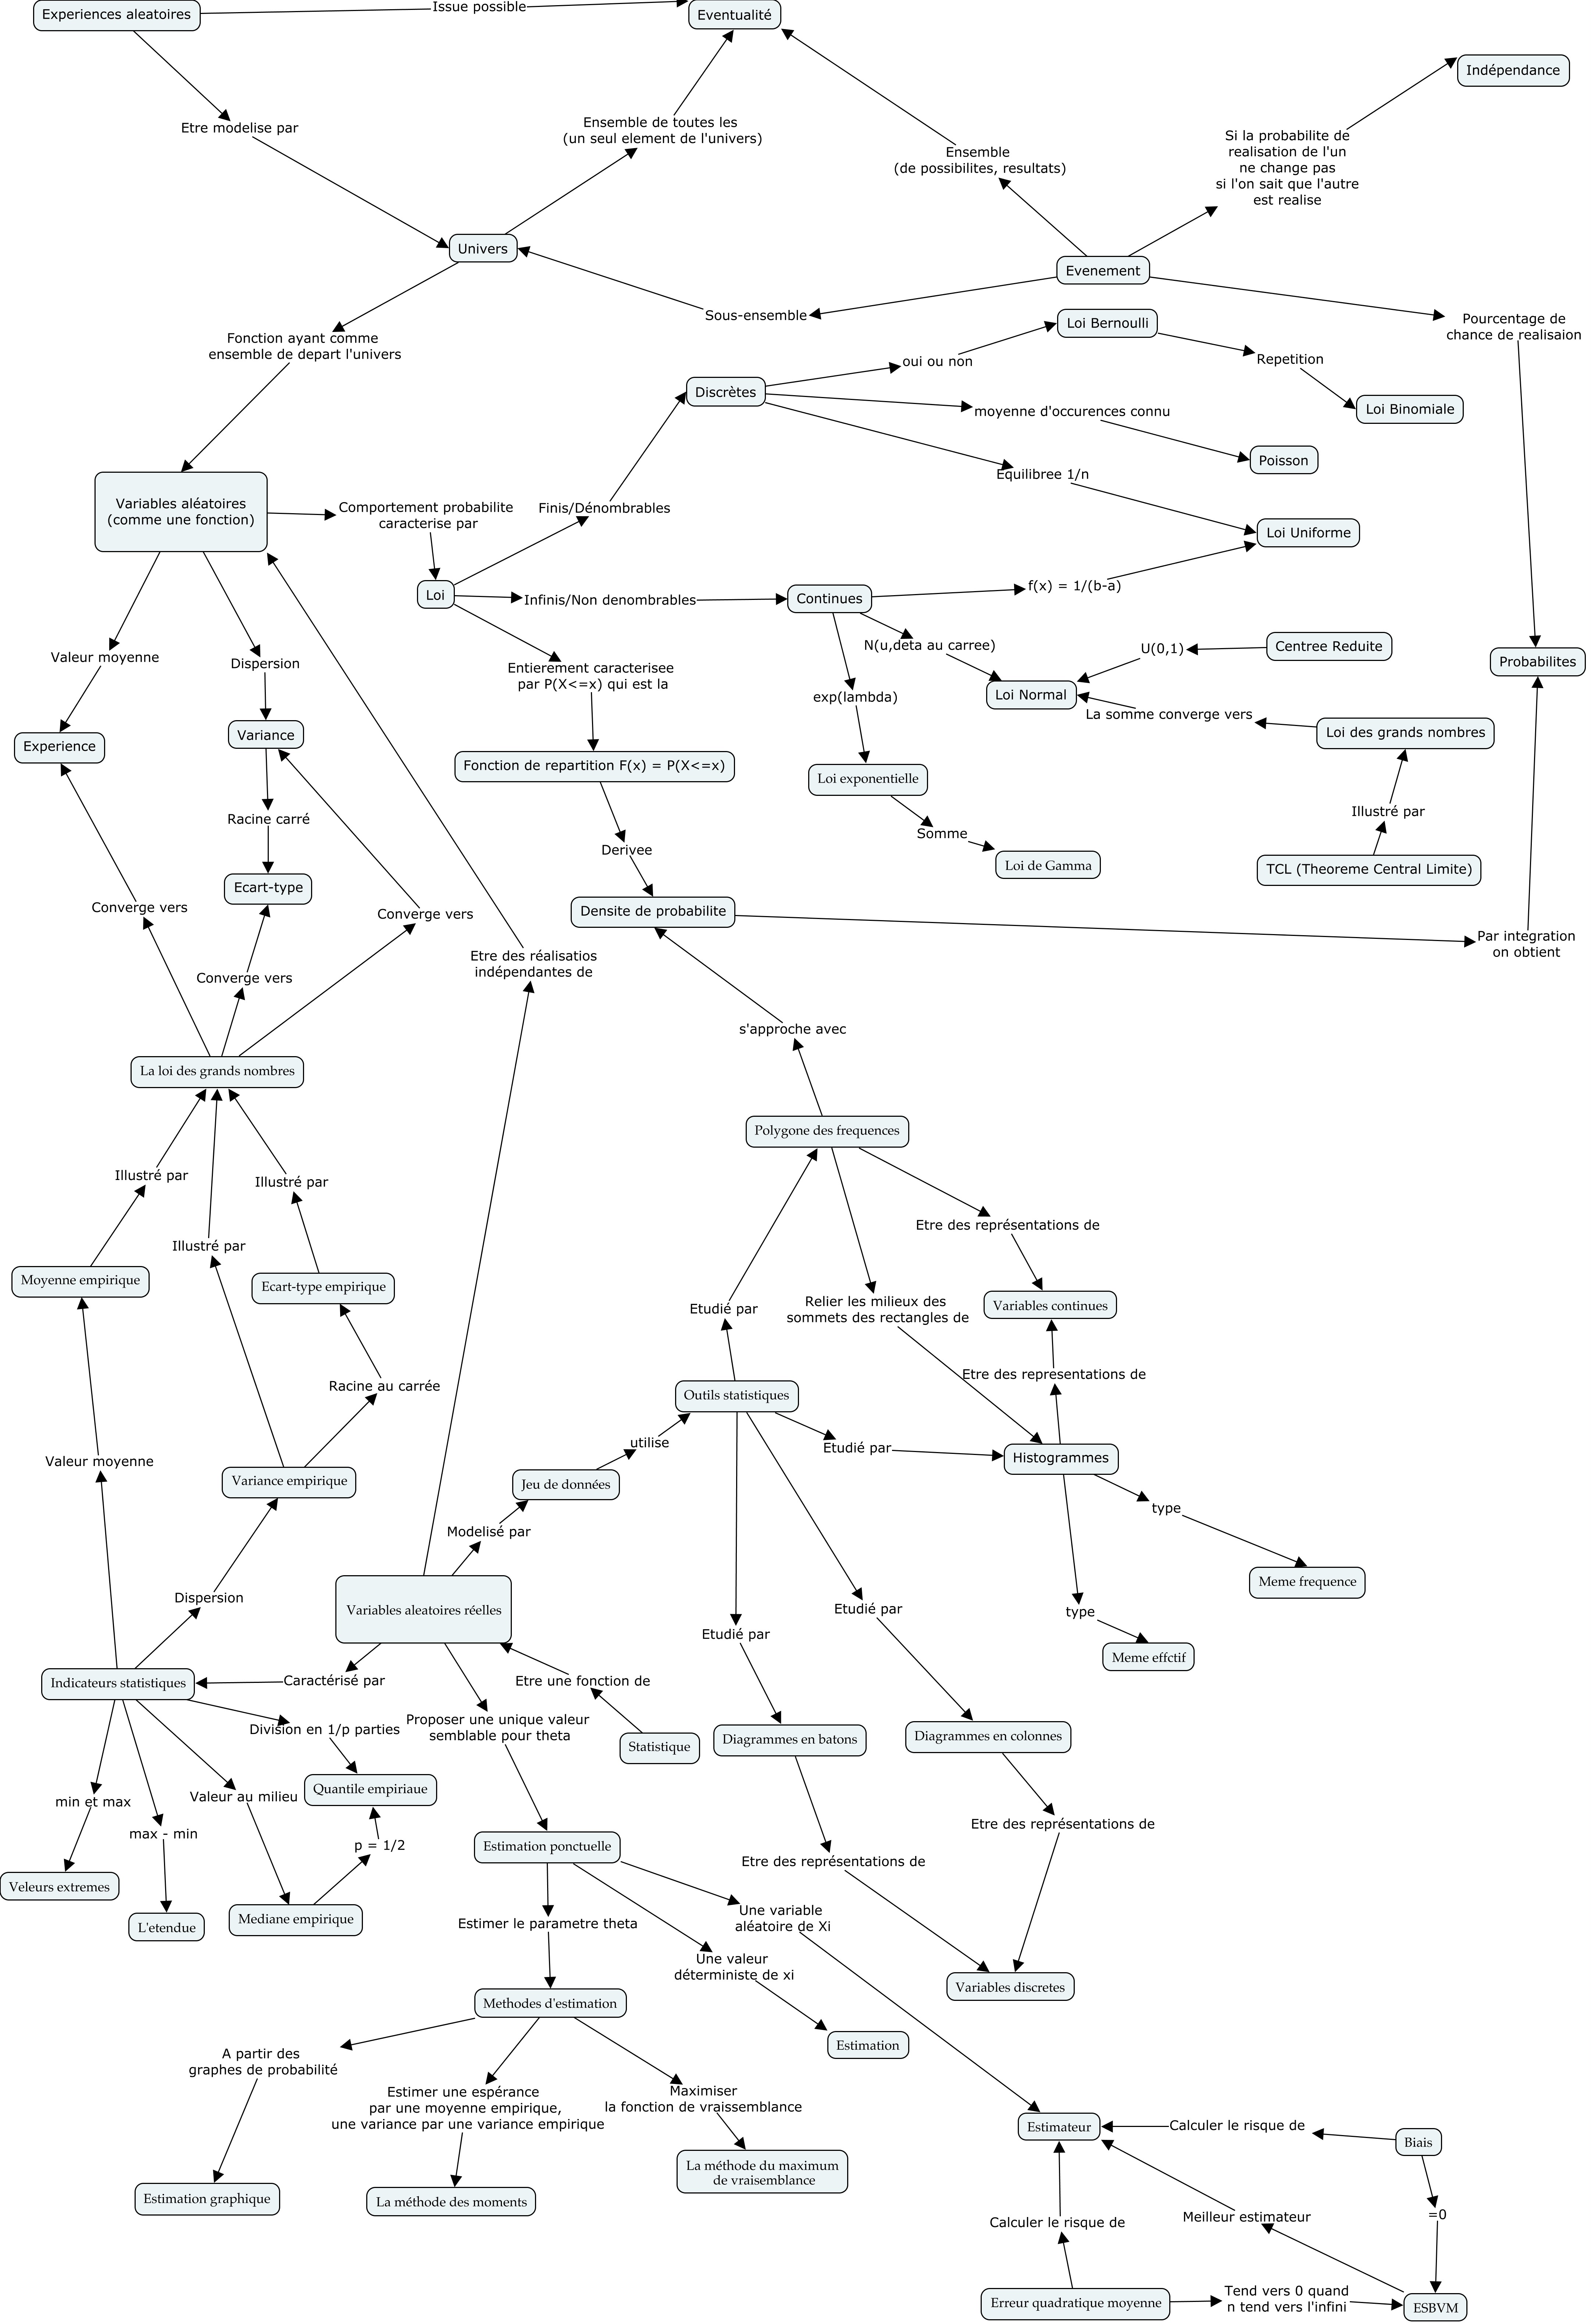 Experiences aleatoires
Issue possible
Eventualité
Indépendance
Etre modelise par
Ensemble de toutes les
(un seul element de l'univers)
Ensemble
(de possibilites, resultats)
Si la probabilite de
realisation de l'un
ne change pas
si l'on sait que l'autre
est realise
Univers
Evenement
Sous-ensemble
Pourcentage de
chance de realisaion
Fonction ayant comme
ensemble de depart l'univers
Loi Bernoulli
oui ou non
Repetition
Discrètes
moyenne d'occurences connu
Loi Binomiale
Poisson
Equilibree 1/n
Variables aléatoires
(comme une fonction)
Comportement probabilite
caracterise par
Finis/Dénombrables
Loi Uniforme
Loi
Infinis/Non denombrables
Continues
f(x) = 1/(b-a)
Valeur moyenne
Dispersion
Entierement caracterisee
par P(X<=x) qui est la
N(u,deta au carree)
U(0,1)
Centree Reduite
Probabilites
exp(lambda)
Loi Normal
La somme converge vers
Loi des grands nombres
Experience
Variance
Fonction de repartition F(x) = P(X<=x)
Loi exponentielle
Racine carré
Illustré par
Somme
Derivee
Loi de Gamma
TCL (Theoreme Central Limite)
Ecart-type
Converge vers
Converge vers
Densite de probabilite
Par integration
on obtient
Converge vers
Etre des réalisatios
indépendantes de
s'approche avec
La loi des grands nombres
Polygone des frequences
Illustré par
Illustré par
Etre des représentations de
Illustré par
Moyenne empirique
Ecart-type empirique
Etudié par
Relier les milieux des
sommets des rectangles de
Variables continues
Racine au carrée
Etre des representations de
Outils statistiques
utilise
Etudié par
Histogrammes
Valeur moyenne
Variance empirique
Jeu de données
type
Modelisé par
Dispersion
Variables aleatoires réelles
Meme frequence
Etudié par
type
Etudié par
Meme effctif
Indicateurs statistiques
Caractérisé par
Etre une fonction de
Division en 1/p parties
Proposer une unique valeur
semblable pour theta
Statistique
Diagrammes en batons
Diagrammes en colonnes
Quantile empiriaue
min et max
Valeur au milieu
max - min
p = 1/2
Estimation ponctuelle
Etre des représentations de
Etre des représentations de
Veleurs extremes
L'etendue
Mediane empirique
Estimer le parametre theta
Une variable
aléatoire de Xi
Une valeur
déterministe de xi
Variables discretes
Methodes d'estimation
Estimation
A partir des
graphes de probabilité
Estimer une espérance
par une moyenne empirique,
une variance par une variance empirique
Maximiser
la fonction de vraissemblance
Estimateur
Calculer le risque de
Biais
La méthode du maximum
de vraisemblance
Estimation graphique
La méthode des moments
Calculer le risque de
Meilleur estimateur
=0
Erreur quadratique moyenne
Tend vers 0 quand
n tend vers l'infini
ESBVM